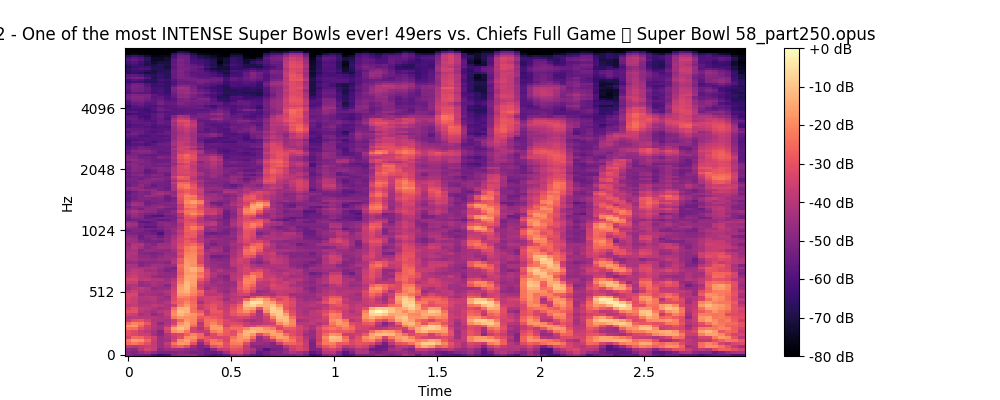 2 - One of the most INTENSE Super Bowls ever! 49ers vs. Chiefs Full Game ▯ Super Bowl 58_part250.opus
+0 dB
-10 dB
-20 dB
-30 dB
-40 dB
-50 dB
-60 dB
-70 dB
-80 dB
4096
2048
1024
512
0
Hz
0
0.5
1
1.5
2
2.5
Time